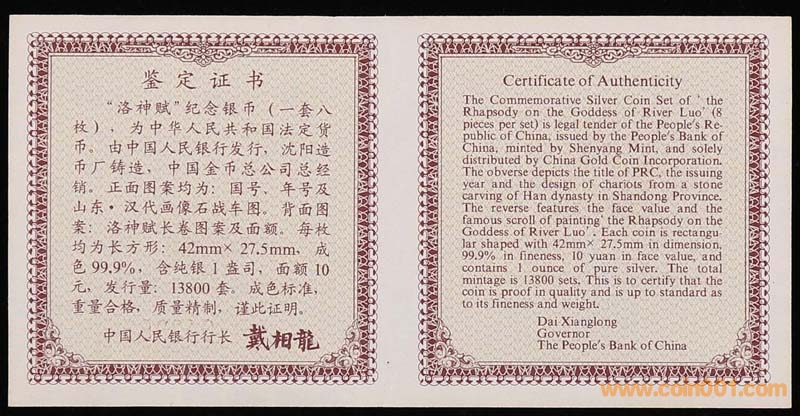 鉴定证书
“洛神赋”纪念银币（一套八
枚），为中华人民共和国法定货
币。由中国人民银行发行，沈阳造
币厂铸造，中国金币总公司总经
销。正面图案均为：国号、年号及
山东·汉代画像石战车图。背面图
案：洛神赋长卷图案及面额。每枚
均为长方形：42mm×27.5mm，成
色99.9%，含纯银1盎司，面额10
元，发行量：13800套。成色标准，
重量合格，质量精制，谨此证明。
中国人民银行行长 戴相龍
Certificate of Authenticity
The Commemorative Silver Coin Set of ‘ the
Rhapsody on the Goddess of River Luo’ (8
pieces per set) is legal tender of the People's Re-
public of China, issued by the People's Bank of
China, minted by Shenyang Mint, and solely
distributed by China Gold Coin Incorporation.
The obverse depicts the title of PRC, the issuing
year and the design of chariots from a stone
carving of Han dynasty in Shandong Province.
The reverse features the face value and the
famous scroll of painting‘ the Rhapsody on the
Goddess of River Luo’ . Each coin is rectangu-
lar shaped with 42mm× 27.5mm in dimension,
99.9% in fineness, 10 yuan in face value, and
contains 1 ounce of pure silver. The total
mintage is 13800 sets. This is to certify that the
coin is proof in quality and is up to standard as
to its fineness and weight.
Dai Xianglong
Governor
The People's Bank of China
www.coin001.com